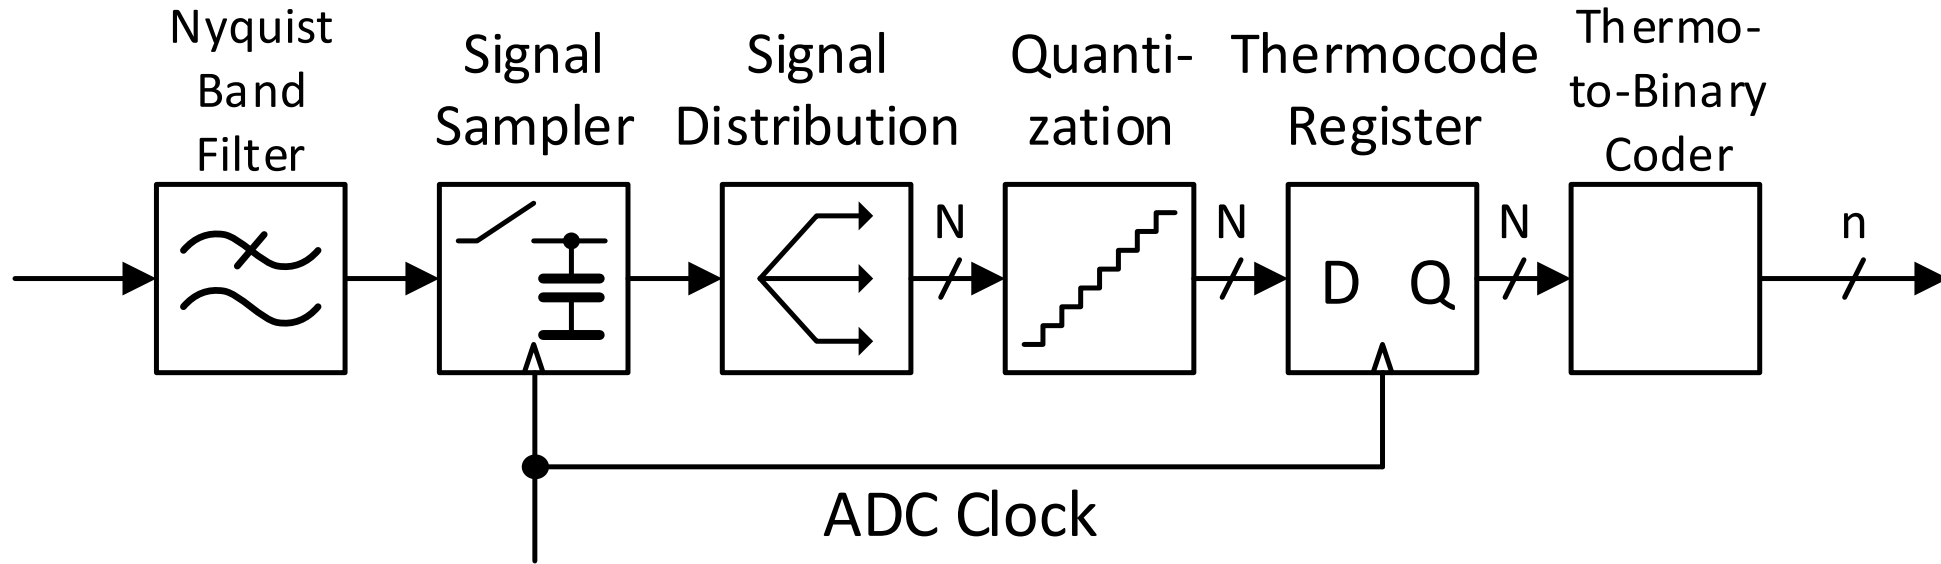 Nyquist
Band
Filter
Signal
Sampler
Signal
Distribution
Quanti-
zation
Thermocode
Register
Thermo-
to-Binary
Coder
N
N
D Q
N
n
ADC Clock